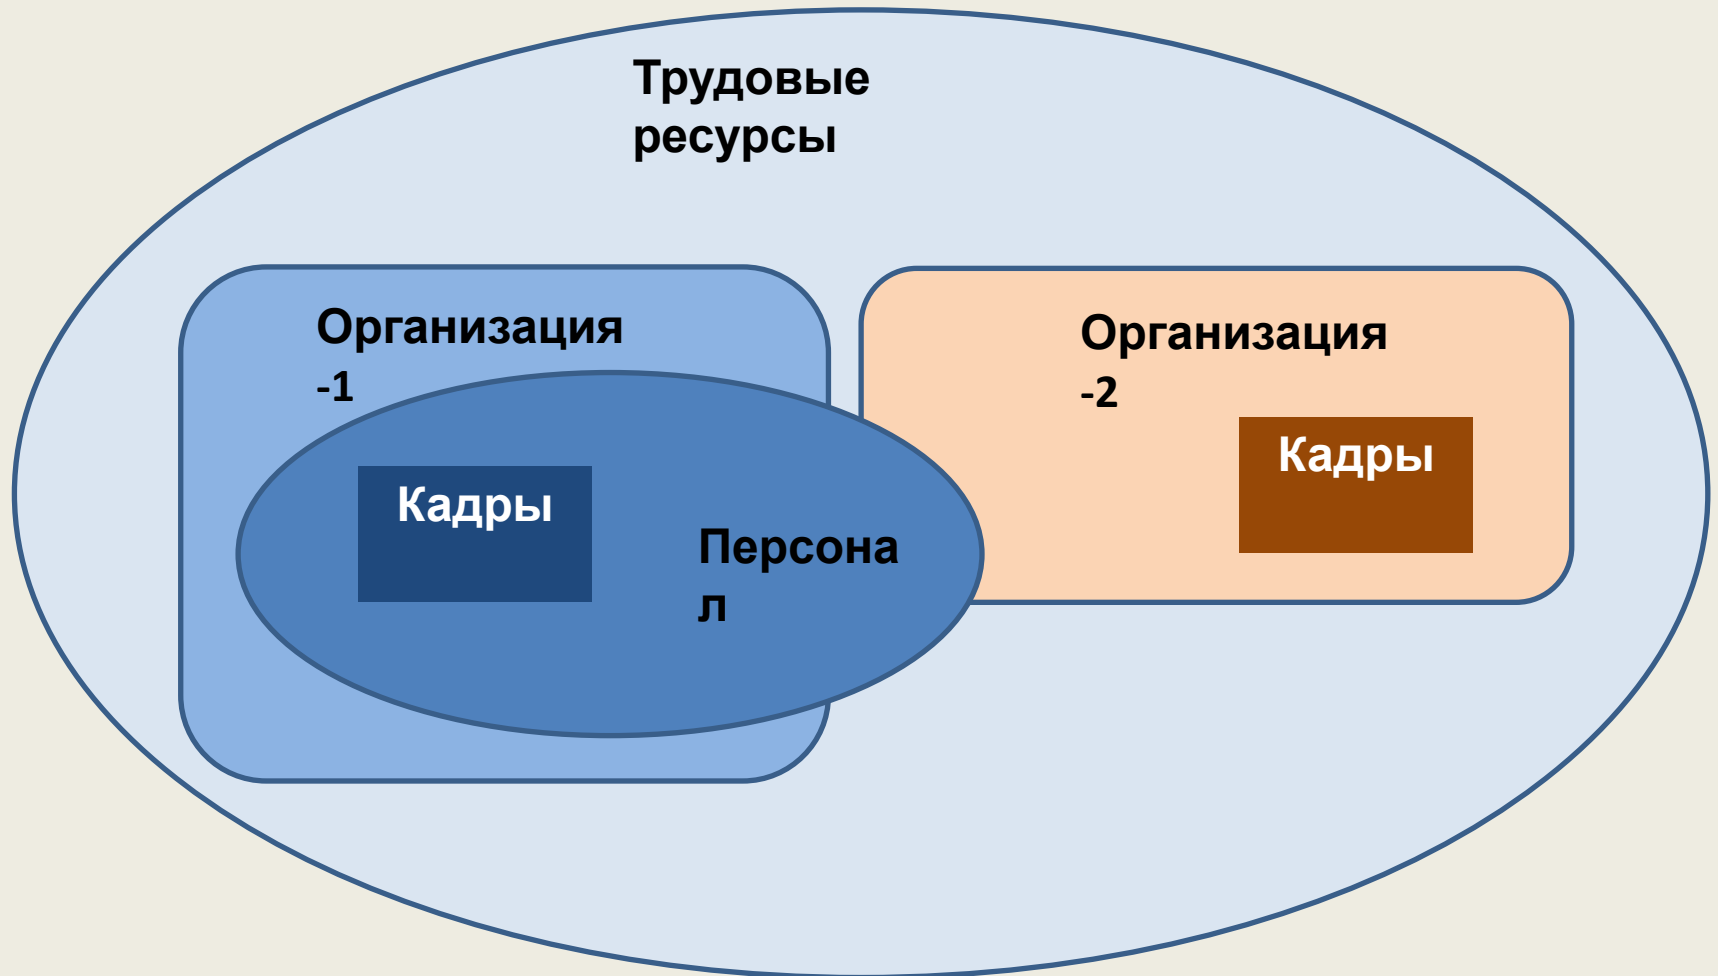 Трудовые
ресурсы
Организация
-1
Организация
-2
Кадры
Кадры
Персона
л